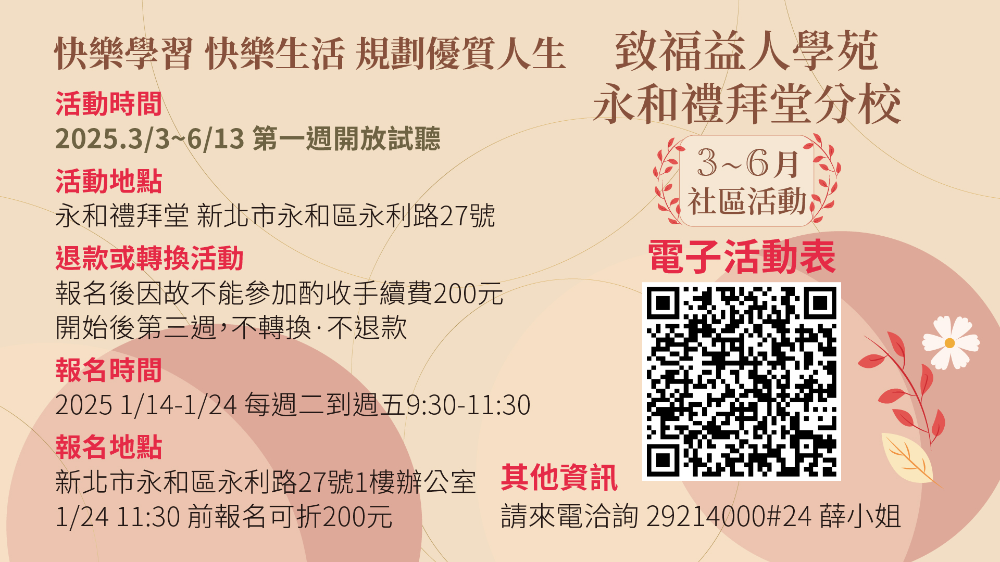 快樂學習 快樂生活 規劃優質人生
活動時間
2025.3/3~6/13 第一週開放試聽
活動地點
永和禮拜堂 新北市永和區永利路27號
退款或轉換活動
報名後因故不能參加酌收手續費200元
開始後第三週，不轉換·不退款
報名時間
2025 1/14-1/24 每週二到週五9:30-11:30
報名地點
新北市永和區永利路27號1樓辦公室
1/24 11:30 前報名可折200元
致福益人學苑
永和禮拜堂分校
3~6月
社區活動
電子活動表
其他資訊
請來電洽詢 29214000#24 薛小姐